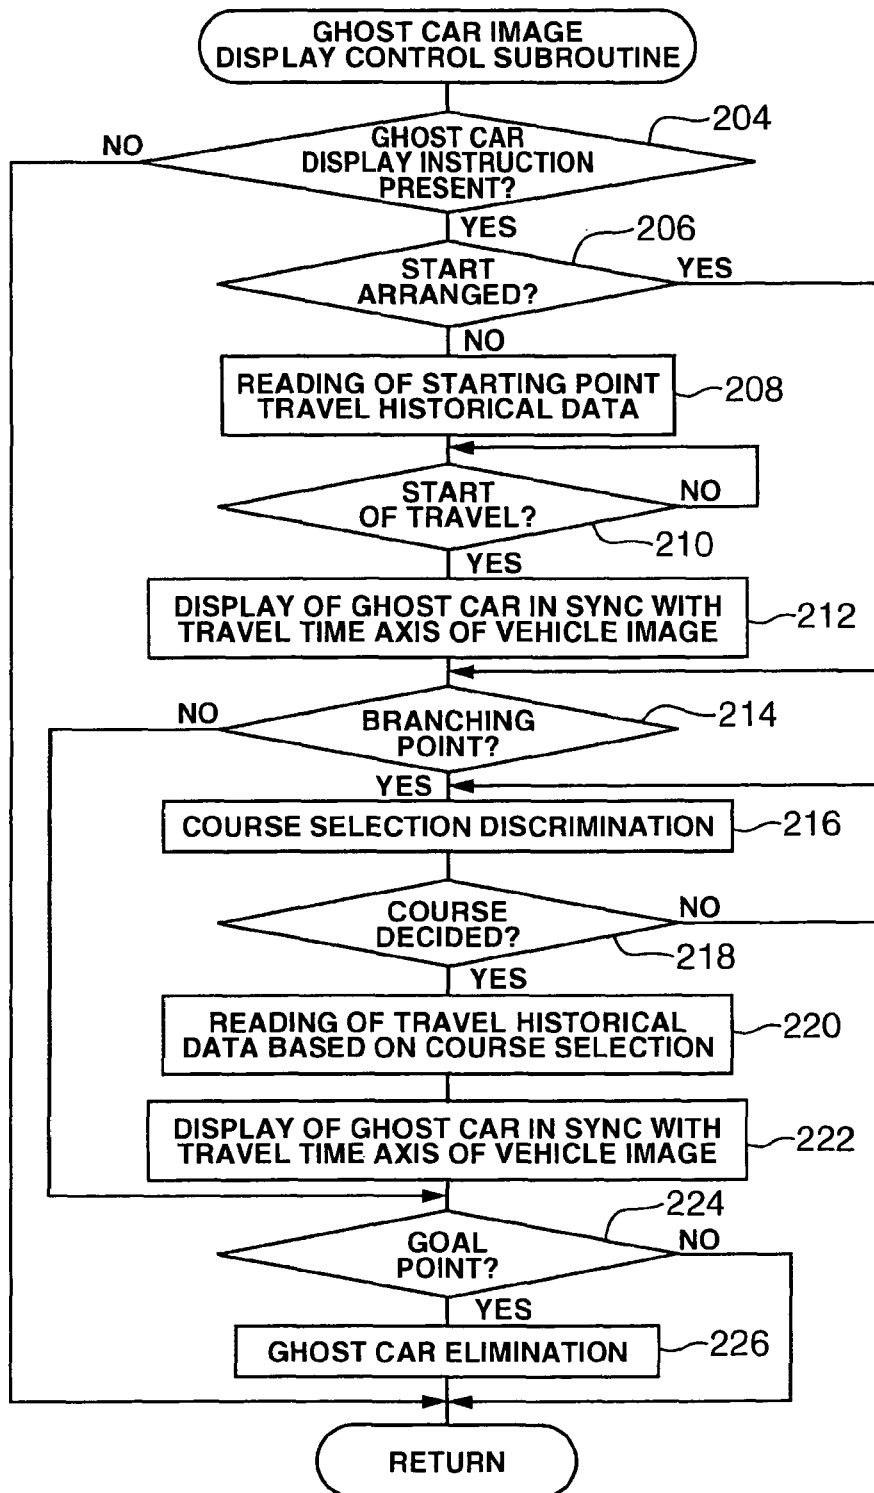 GHOST CAR IMAGE
DISPLAY CONTROL SUBROUTINE
204
NO
GHOST CAR
DISPLAY INSTRUCTION
PRESENT?
YES
206
START
ARRANGED?
YES
NO
READING OF STARTING POINT
TRAVEL HISTORICAL DATA
208
START
OF TRAVEL?
NO
210
YES
DISPLAY OF GHOST CAR IN SYNC WITH
TRAVEL TIME AXIS OF VEHICLE IMAGE
212
NO
BRANCHING
POINT?
214
YES
COURSE SELECTION DISCRIMINATION
216
COURSE
DECIDED?
NO
218
YES
READING OF TRAVEL HISTORICAL
DATA BASED ON COURSE SELECTION
220
DISPLAY OF GHOST CAR IN SYNC WITH
TRAVEL TIME AXIS OF VEHICLE IMAGE
222
224
GOAL
POINT?
NO
YES
GHOST CAR ELIMINATION
226
RETURN